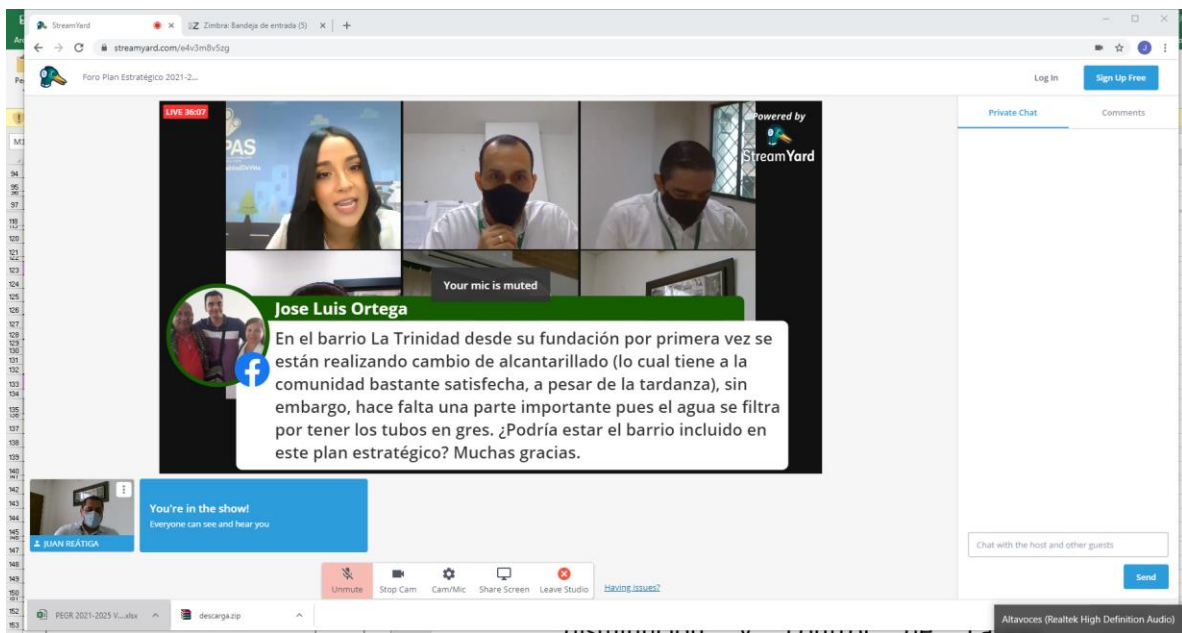 StreamYard
Zimbra: Bandeja de entrada (5)
streamyard.com/e4v3m8v5zg
Foro Plan Estratégico 2021-2...
Log In
Sign Up Free
LIVE 36:07
PAS
Powered by
StreamYard
Private Chat
Comments
Your mic is muted
Jose Luis Ortega
En el barrio La Trinidad desde su fundación por primera vez se
están realizando cambio de alcantarillado (lo cual tiene a la
comunidad bastante satisfecha, a pesar de la tardanza), sin
embargo, hace falta una parte importante pues el agua se filtra
por tener los tubos en gres. ¿Podría estar el barrio incluido en
este plan estratégico? Muchas gracias.
You're in the show!
Everyone can see and hear you
JUAN REÁTIGA
Chat with the host and other guests
Send
Unmute
Stop Cam
Cam/Mic
Share Screen
Leave Studio
Having issues?
PEGR 2021-2025 V....xlsx
descarga.zip
Altavoces (Realtek High Definition Audio)